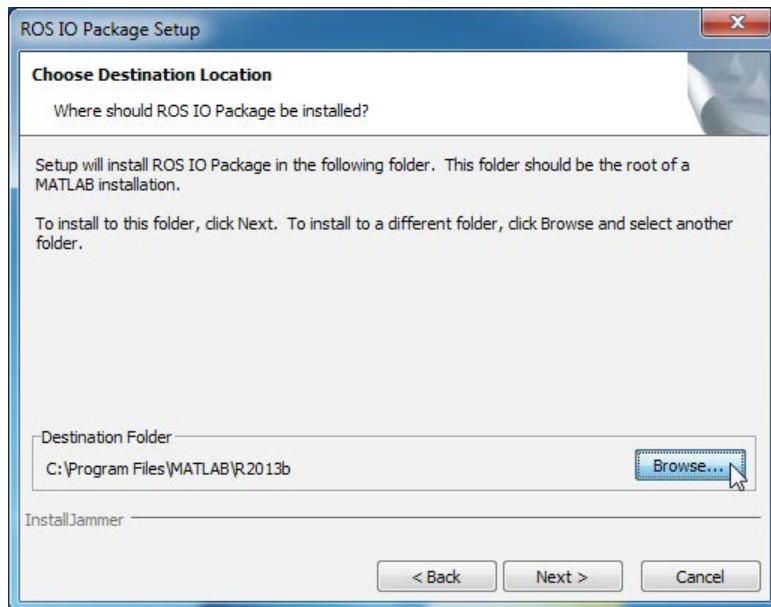 ROS IO Package Setup
Choose Destination Location
Where should ROS IO Package be installed?
Setup will install ROS IO Package in the following folder.  This folder should be the root of a
MATLAB installation.
To install to this folder, click Next.  To install to a different folder, click Browse and select another
folder.
Destination Folder
C:\Program Files\MATLAB\R2013b
Browse...
InstallJammer
< Back
Next >
Cancel